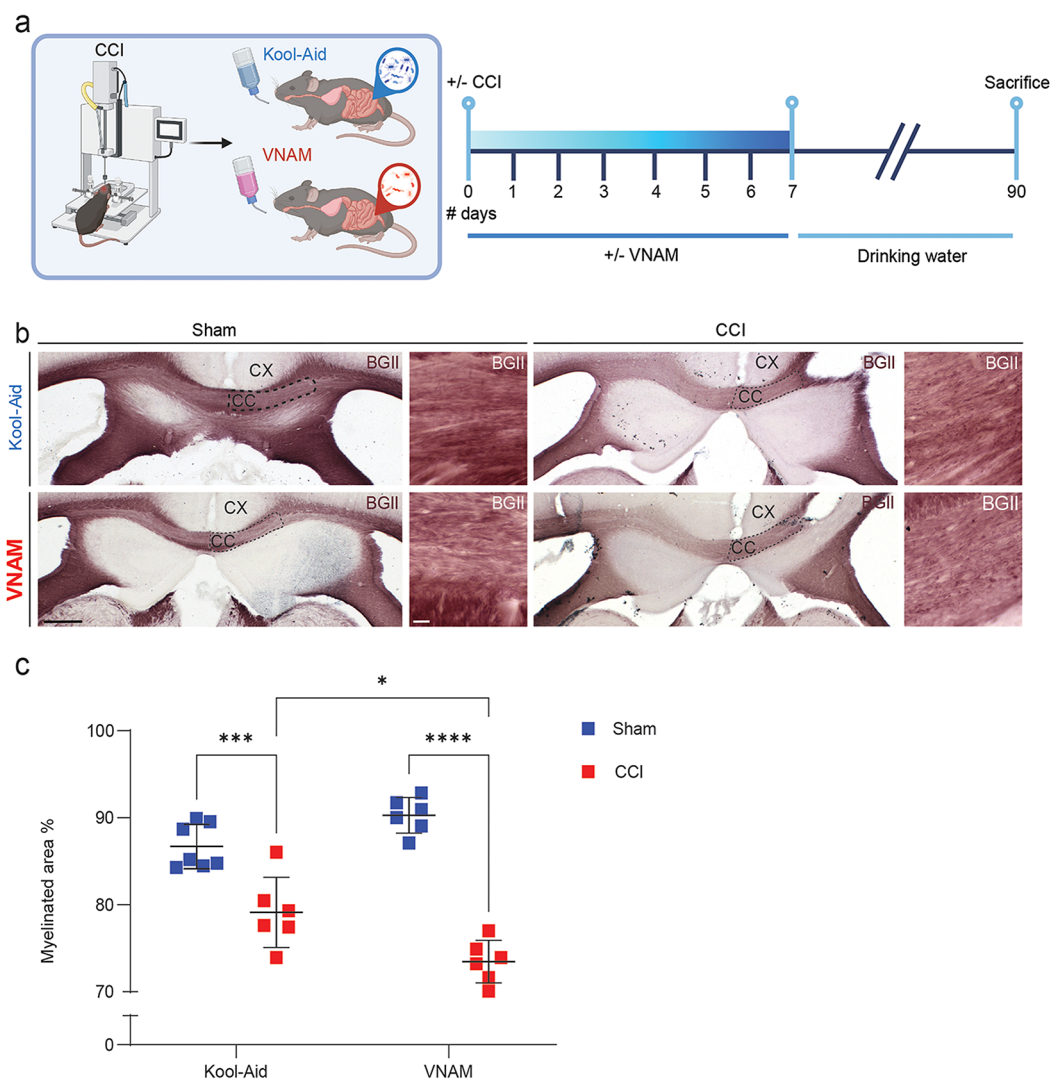 a
CCI
Kool-Aid
VNAM
+/- CCI
Sacrifice
0 1 2 3 4 5 6 7 90
# days
+/- VNAM
Drinking water
b
Sham
CCI
Kool-Aid
CX
CC
BGII
BGII
CX
CC
BGII
BGII
VNAM
CX
CC
BGII
BGII
CX
CC
BGII
BGII
c
*
***
****
Myelinated area %
100
90
80
70
0
Kool-Aid
VNAM
Sham
CCI